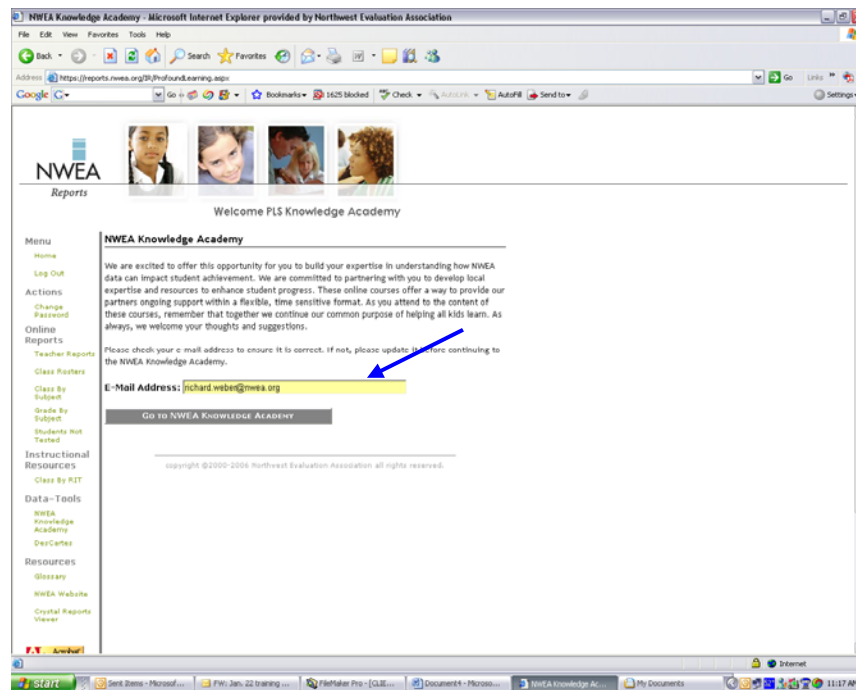 NWEA Knowledge Academy - Microsoft Internet Explorer provided by Northwest Evaluation Association
File Edit View Favorites Tools Help
Back Search Favorites
Address https://reports.nwea.org/IR/ProfoundLearning.aspx Go Links
Google G Go Bookmarks 1625 blocked Check AutoLink AutoFill Send to Settings
NWEA
Reports
Welcome PLS Knowledge Academy
Menu
Home
Log Out
Actions
Change
Password
Online
Reports
Teacher Reports
Class Rosters
Class By
Subject
Grade By
Subject
Students Not
Tested
Instructional
Resources
Class By RIT
Data-Tools
NWEA
Knowledge
Academy
DesCartes
Resources
Glossary
NWEA Website
Crystal Reports
Viewer
Acrobat
NWEA Knowledge Academy
We are excited to offer this opportunity for you to build your expertise in understanding how NWEA
data can impact student achievement. We are committed to partnering with you to develop local
expertise and resources to enhance student progress. These online courses offer a way to provide our
partners ongoing support within a flexible, time sensitive format. As you attend to the content of
these courses, remember that together we continue our common purpose of helping all kids learn. As
always, we welcome your thoughts and suggestions.
Please check your e-mail address to ensure it is correct. If not, please update it before continuing to
the NWEA Knowledge Academy.
E-Mail Address: richard.weber@nwea.org
Go to NWEA Knowledge Academy
copyright ©2000-2006 Northwest Evaluation Association all rights reserved.
Internet
start Sent Items - Microsof... FW: Jan. 22 training ... FileMaker Pro - [CLIE... Document4 - Microso... NWEA Knowledge Ac... My Documents 11:17 AM